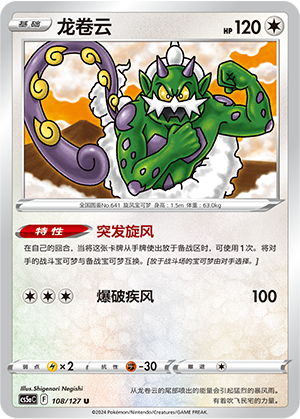 基础 龙卷云 HP 120
全国图鉴No.641 旋风宝可梦 身高：1.5m 体重：63.0kg
特性 突发旋风
在自己的回合，当将这张卡牌从手牌使出放于备战区时，可使用1次。将对
手的战斗宝可梦与备战宝可梦互换。[放于战斗场的宝可梦由对手选择。]
爆破疾风 100
弱点 ×2 抵抗力 -30 撤退
Illus.Shigenori Negishi
CS5aC F 108/127 U
从龙卷云的尾部喷出的能量会引起猛烈的暴风雨，
有着吹飞民宅的力量。
©2024 Pokémon/Nintendo/Creatures/GAME FREAK.